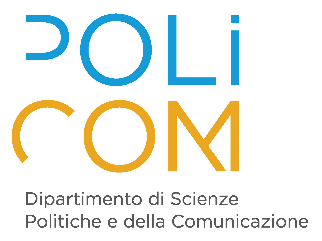 POLi
COM
Dipartimento di Scienze
Politiche e della Comunicazione